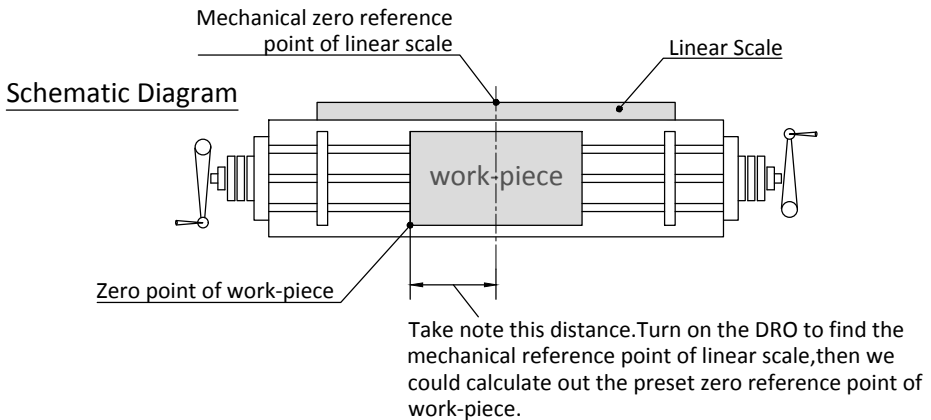 Mechanical zero reference
point of linear scale
Linear Scale
Schematic Diagram
work-piece
Zero point of work-piece
Take note this distance.Turn on the DRO to find the
mechanical reference point of linear scale,then we
could calculate out the preset zero reference point of
work-piece.